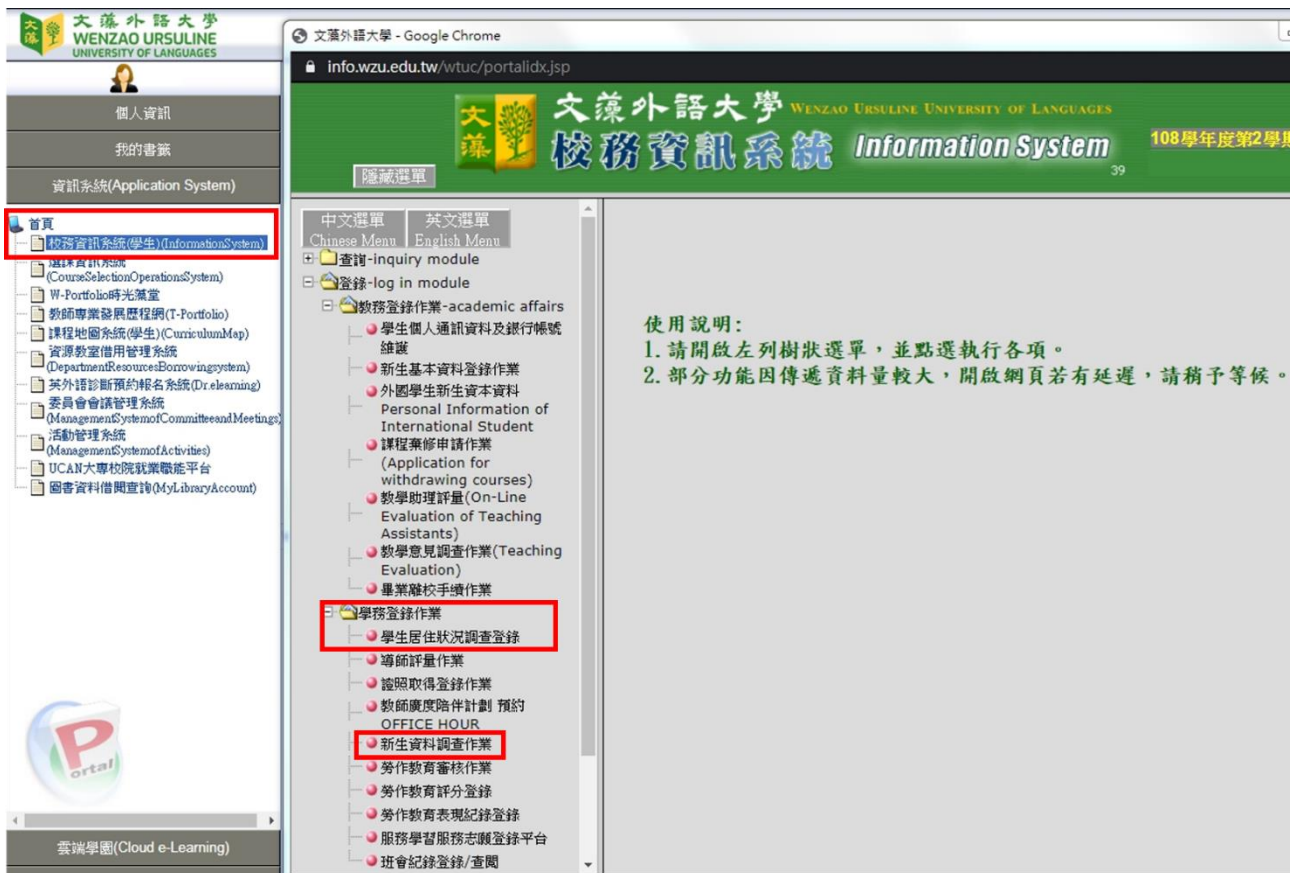 文藻
文藻外語大學
WENZAO URSULINE
UNIVERSITY OF LANGUAGES
個人資訊
我的書籤
資訊系統(Application System)
首頁
校務資訊系統(學生)(InformationSystem)
選課資訊系統
(CourseSelectionOperationsSystem)
W-Portfolio時光藻堂
教師專業發展歷程網(T-Portfolio)
課程地圖系統(學生)(CurriculumMap)
資源教室借用管理系統
(DepartmentResourcesBorrowingsystem)
英外語診斷預約報名系統(Dr.elearning)
委員會會議管理系統
(ManagementSystemofCommitteeandMeetings)
活動管理系統
(ManagementSystemofActivities)
UCAN大專校院就業職能平台
圖書資料借閱查詢(MyLibraryAccount)
Portal
雲端學園(Cloud e-Learning)
文藻外語大學 - Google Chrome
info.wzu.edu.tw/wtuc/portalidx.jsp
文藻
文藻外語大學 WENZAO URSULINE UNIVERSITY OF LANGUAGES
校務資訊系統 Information System
108學年度第2學期
39
隱藏選單
中文選單 英文選單
Chinese Menu English Menu
查詢-inquiry module
登錄-log in module
教務登錄作業-academic affairs
學生個人通訊資料及銀行帳號
維護
新生基本資料登錄作業
外國學生新生資本資料
Personal Information of
International Student
課程棄修申請作業
(Application for
withdrawing courses)
教學助理評量(On-Line
Evaluation of Teaching
Assistants)
教學意見調查作業(Teaching
Evaluation)
畢業離校手續作業
學務登錄作業
學生居住狀況調查登錄
導師評量作業
證照取得登錄作業
教師廣度陪伴計劃 預約
OFFICE HOUR
新生資料調查作業
勞作教育審核作業
勞作教育評分登錄
勞作教育表現紀錄登錄
服務學習服務志願登錄平台
班會紀錄登錄/查閱
使用說明:
1.請開啟左列樹狀選單，並點選執行各項。
2.部分功能因傳遞資料量較大，開啟網頁若有延遲，請稍予等候。